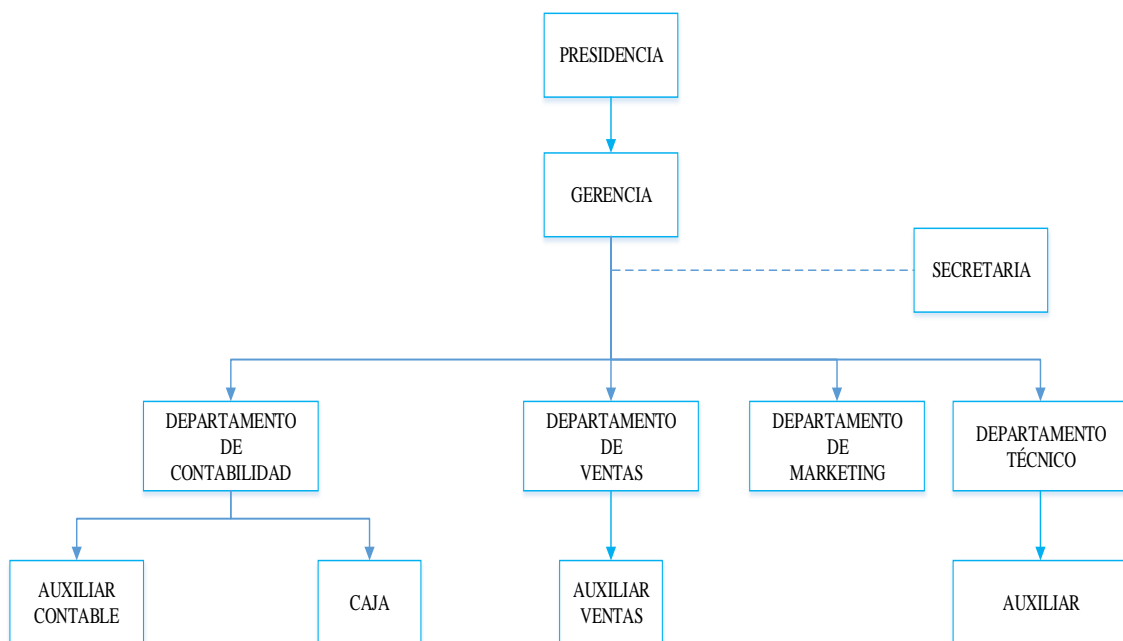 PRESIDENCIA
GERENCIA
SECRETARIA
DEPARTAMENTO
DE
CONTABILIDAD
DEPARTAMENTO
DE
VENTAS
DEPARTAMENTO
DE
MARKETING
DEPARTAMENTO
TÉCNICO
AUXILIAR
CONTABLE
CAJA
AUXILIAR
VENTAS
AUXILIAR